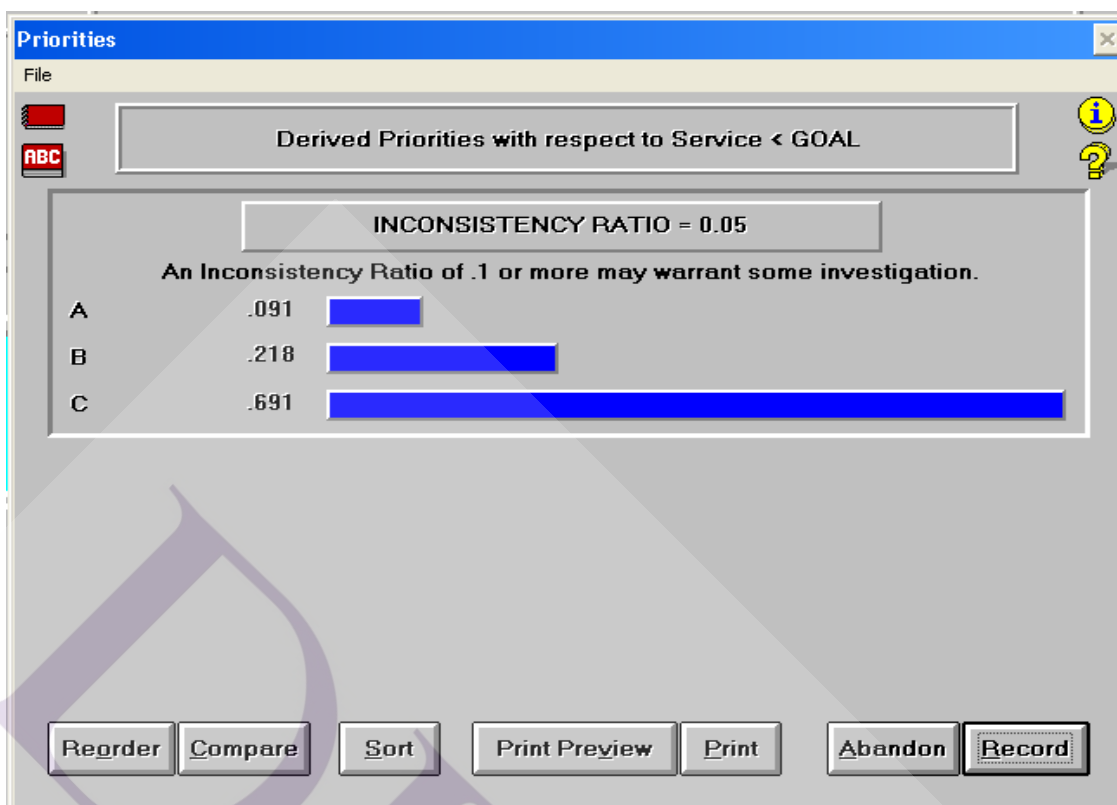 Priorities
File
Derived Priorities with respect to Service < GOAL
ABC
INCONSISTENCY RATIO = 0.05
An Inconsistency Ratio of .1 or more may warrant some investigation.
A .091
B .218
C .691
Reorder Compare Sort Print Preview Print Abandon Record